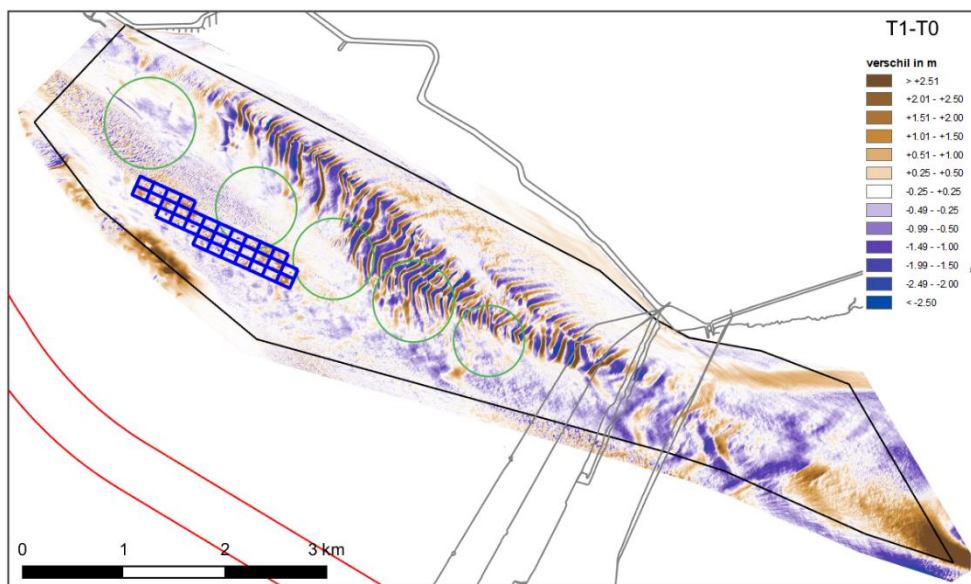 T1-T0
verschil in m
> +2.51
+2.01 - +2.50
+1.51 - +2.00
+1.01 - +1.50
+0.51 - +1.00
+0.25 - +0.50
-0.25 - +0.25
-0.49 - -0.25
-0.99 - -0.50
-1.49 - -1.00
-1.99 - -1.50
-2.49 - -2.00
< -2.50
0 1 2 3 km